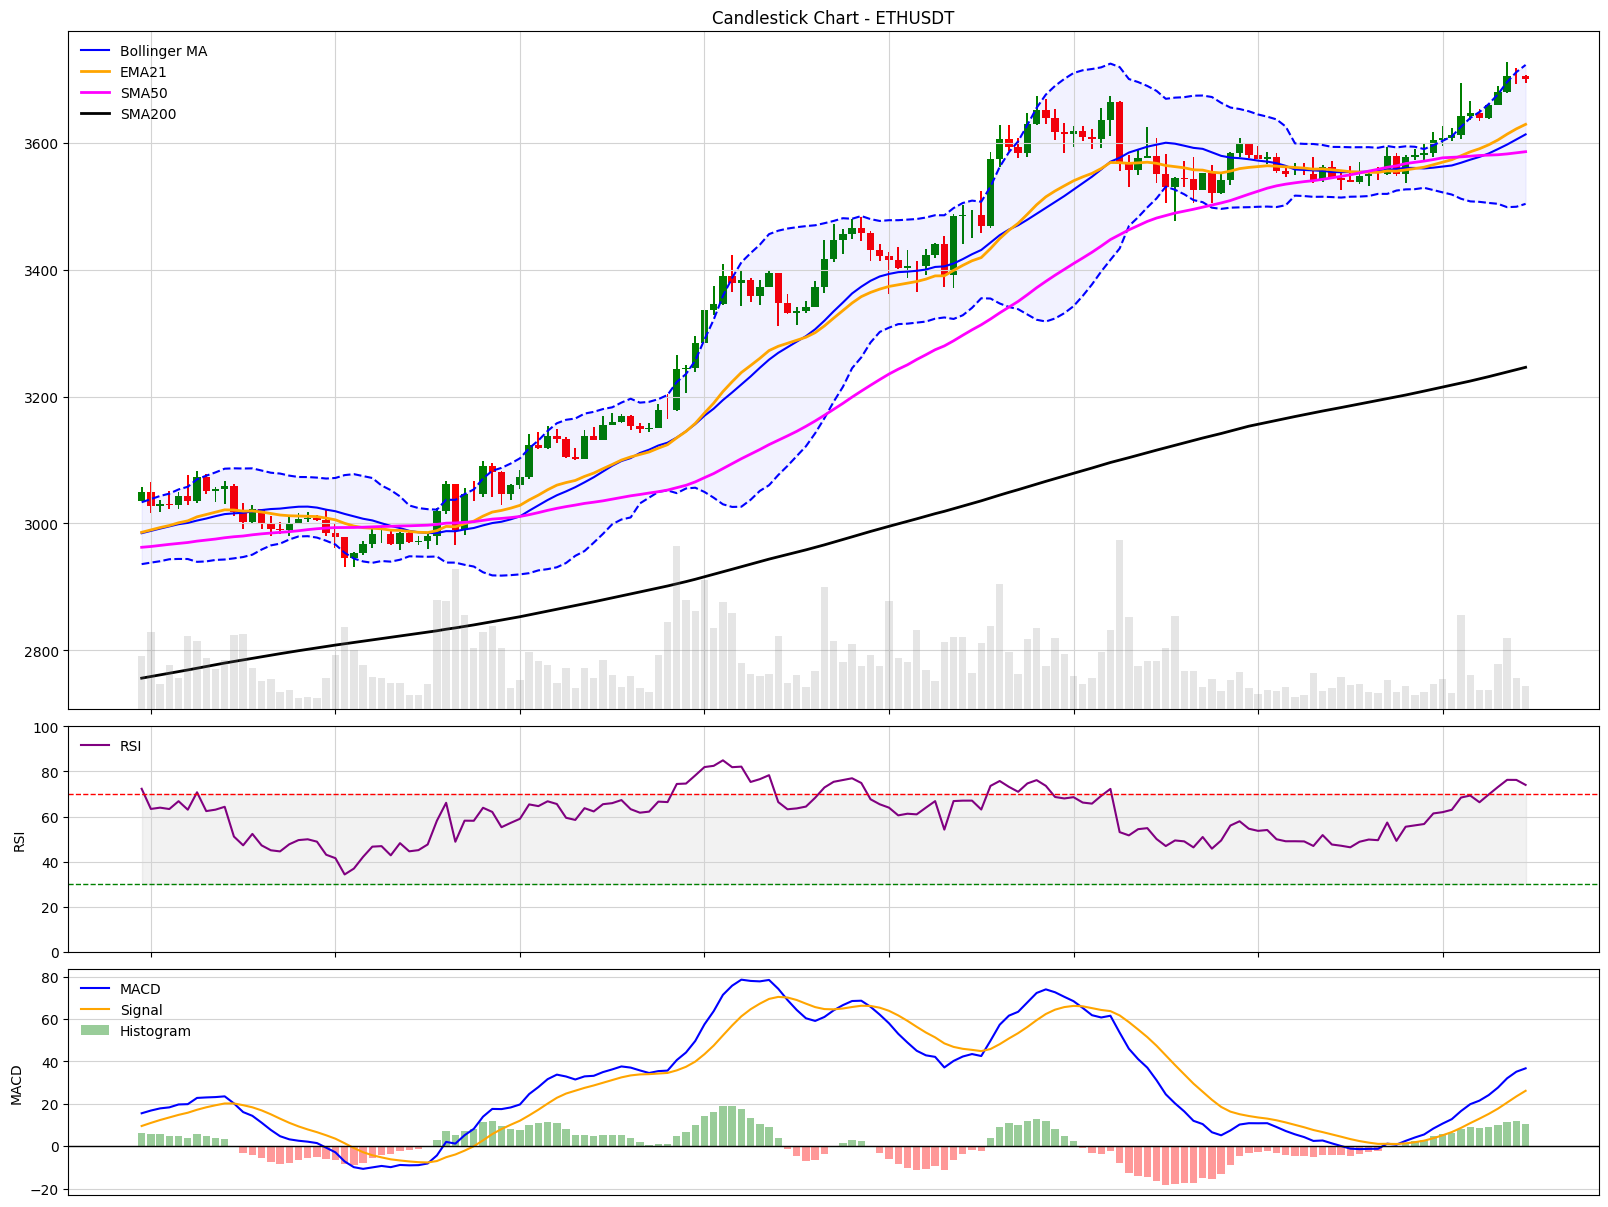 Candlestick Chart - ETHUSDT
Bollinger MA
EMA21
SMA50
SMA200
3600
3400
3200
3000
2800
RSI
100
80
60
40
20
0
RSI
MACD
Signal
Histogram
80
60
40
20
0
−20
MACD